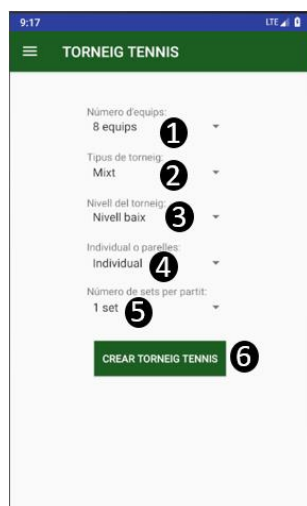 9:17
LTE
TORNEIG TENNIS
Número d'equips:
8 equips
1
Tipus de torneig:
Mixt
2
Nivell del torneig:
Nivell baix
3
Individual o parelles:
Individual
4
Número de sets per partit:
1 set
5
CREAR TORNEIG TENNIS
6